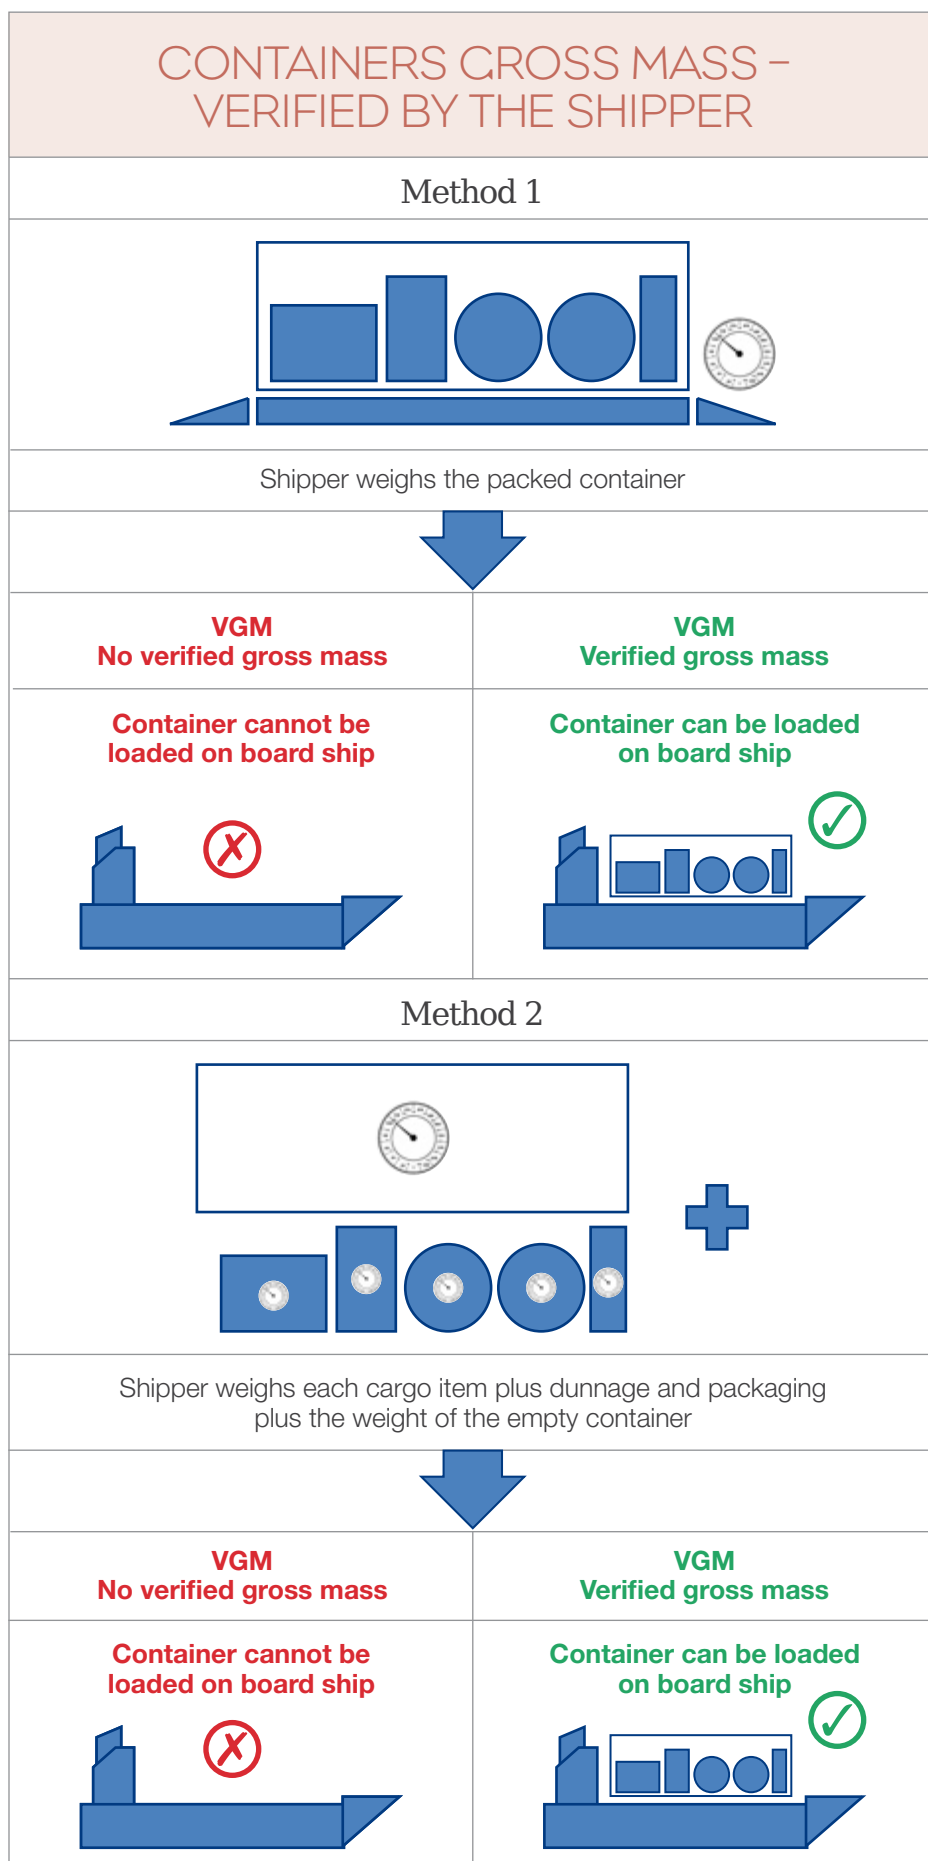 CONTAINERS GROSS MASS –
VERIFIED BY THE SHIPPER
Method 1
Shipper weighs the packed container
VGM
No verified gross mass
VGM
Verified gross mass
Container cannot be
loaded on board ship
Container can be loaded
on board ship
Method 2
Shipper weighs each cargo item plus dunnage and packaging
plus the weight of the empty container
VGM
No verified gross mass
VGM
Verified gross mass
Container cannot be
loaded on board ship
Container can be loaded
on board ship